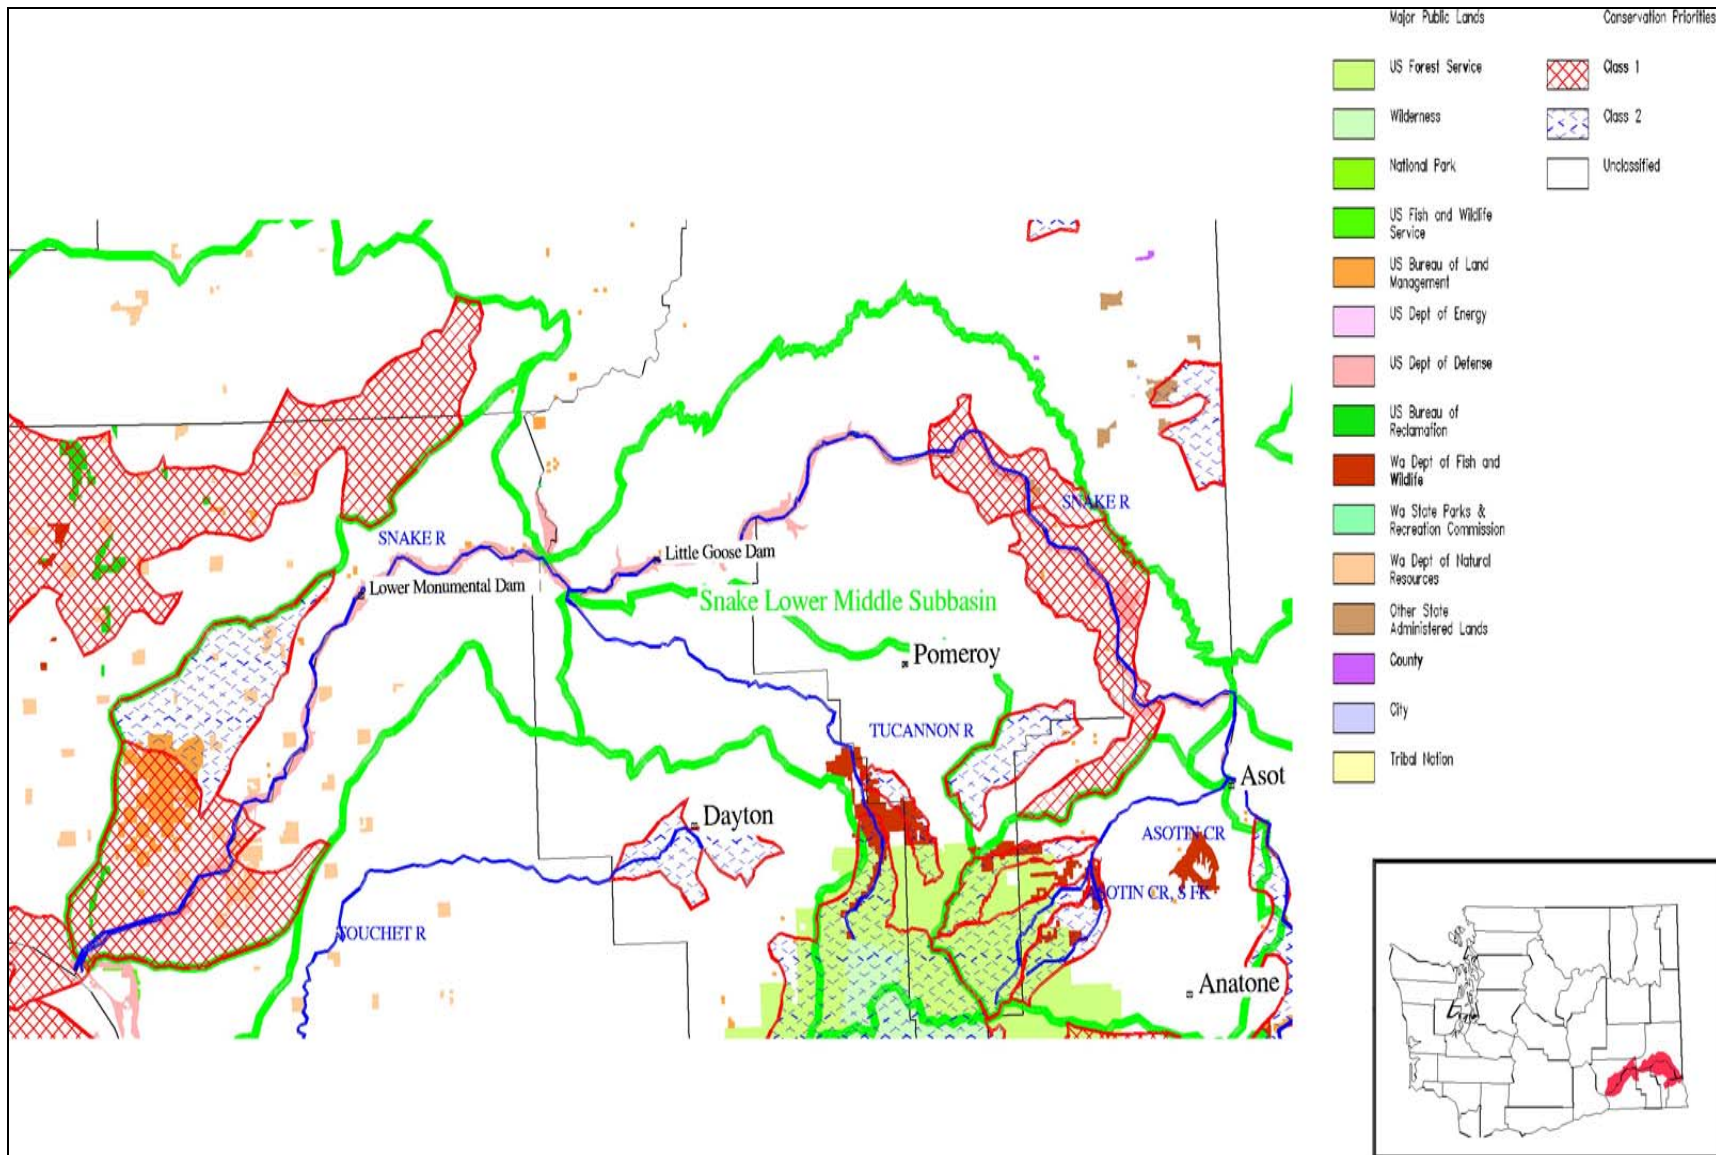 Major Public Lands
Conservation Priorities
US Forest Service
Class 1
Wilderness
Class 2
National Park
Unclassified
US Fish and Wildlife
Service
US Bureau of Land
Management
US Dept of Energy
US Dept of Defense
US Bureau of
Reclamation
Wa Dept of Fish and
Wildlife
Wa State Parks &
Recreation Commission
Wa Dept of Natural
Resources
Other State
Administered Lands
County
City
Tribal Nation
SNAKE R
SNAKE R
Little Goose Dam
Lower Monumental Dam
Snake Lower Middle Subbasin
Pomeroy
TUCANNON R
Asot
Dayton
ASOTIN CR
ASOTIN CR, S FK
TOUCHET R
Anatone